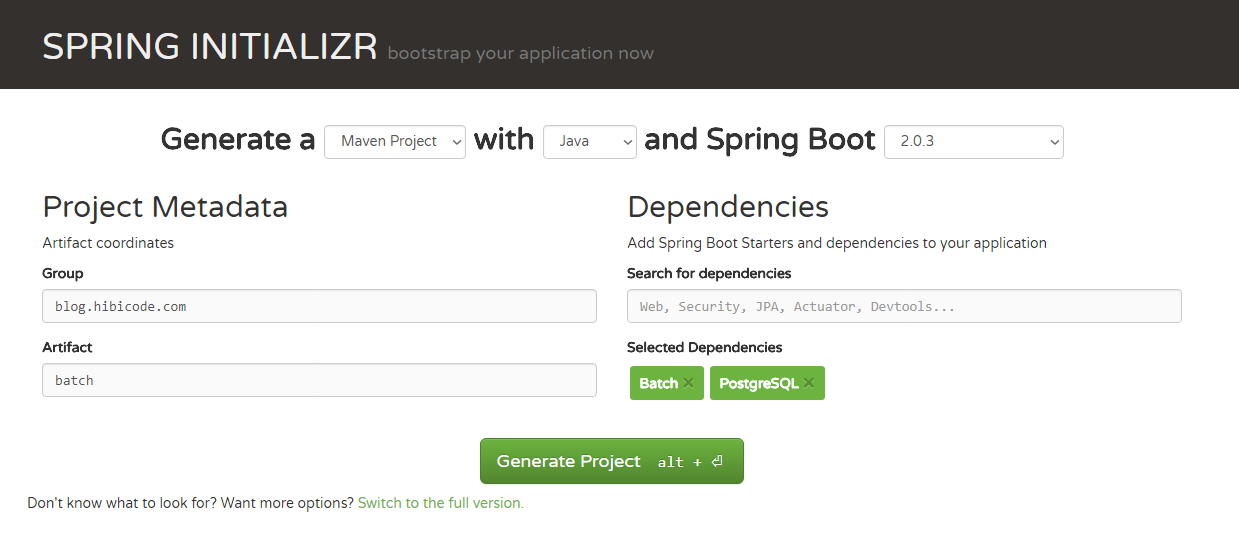 SPRING INITIALIZR bootstrap your application now
Generate a Maven Project with Java and Spring Boot 2.0.3
Project Metadata
Artifact coordinates
Group
blog.hibicode.com
Artifact
batch
Dependencies
Add Spring Boot Starters and dependencies to your application
Search for dependencies
Web, Security, JPA, Actuator, Devtools...
Selected Dependencies
Batch × PostgreSQL ×
Generate Project alt + ⏎
Don't know what to look for? Want more options? Switch to the full version.